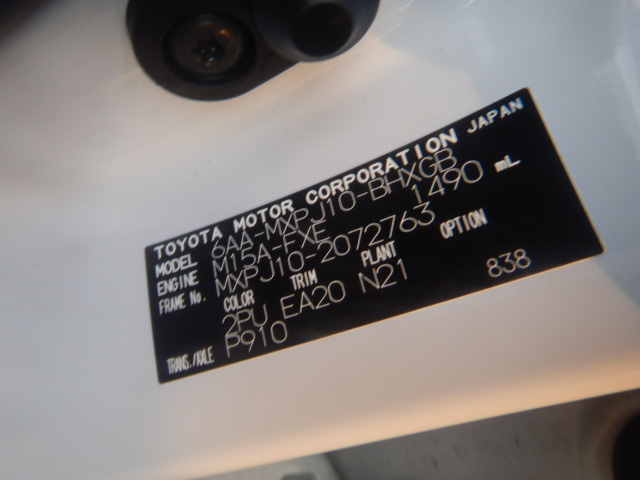 TOYOTA MOTOR CORPORATION JAPAN
MODEL 6AA-MXPJ10-BHXGB
ENGINE M15A-FXE 1490 mL
FRAME No. MXPJ10-2072763
COLOR TRIM PLANT OPTION
2PU EA20 N21 838
TRANS./AXLE P910